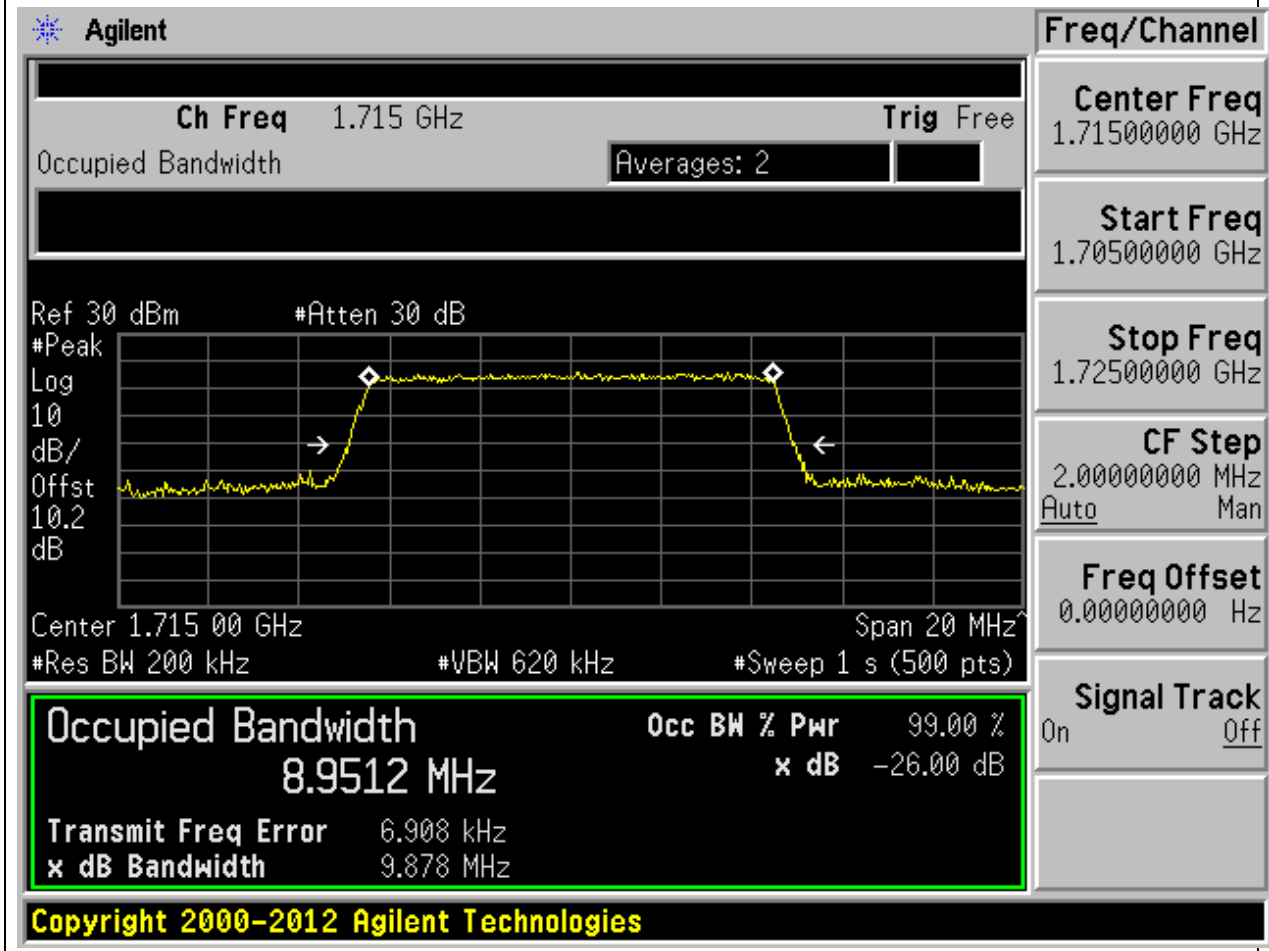 Agilent
Freq/Channel
Ch Freq 1.715 GHz Trig Free
Occupied Bandwidth Averages: 2
Center Freq
1.71500000 GHz
Start Freq
1.70500000 GHz
Stop Freq
1.72500000 GHz
CF Step
2.00000000 MHz
Auto Man
Freq Offset
0.00000000 Hz
Signal Track
On Off
Ref 30 dBm #Atten 30 dB
#Peak
Log
10
dB/
Offst
10.2
dB
Center 1.715 00 GHz Span 20 MHz^
#Res BW 200 kHz #VBW 620 kHz #Sweep 1 s (500 pts)
Occupied Bandwidth Occ BW % Pwr 99.00 %
8.9512 MHz x dB -26.00 dB
Transmit Freq Error 6.908 kHz
x dB Bandwidth 9.878 MHz
Copyright 2000-2012 Agilent Technologies